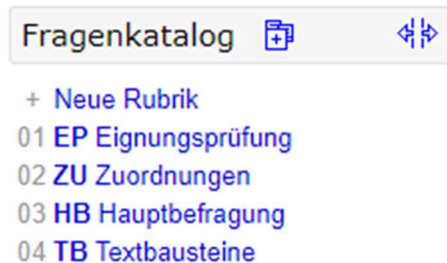 Fragenkatalog
+ Neue Rubrik
01 EP Eignungsprüfung
02 ZU Zuordnungen
03 HB Hauptbefragung
04 TB Textbausteine